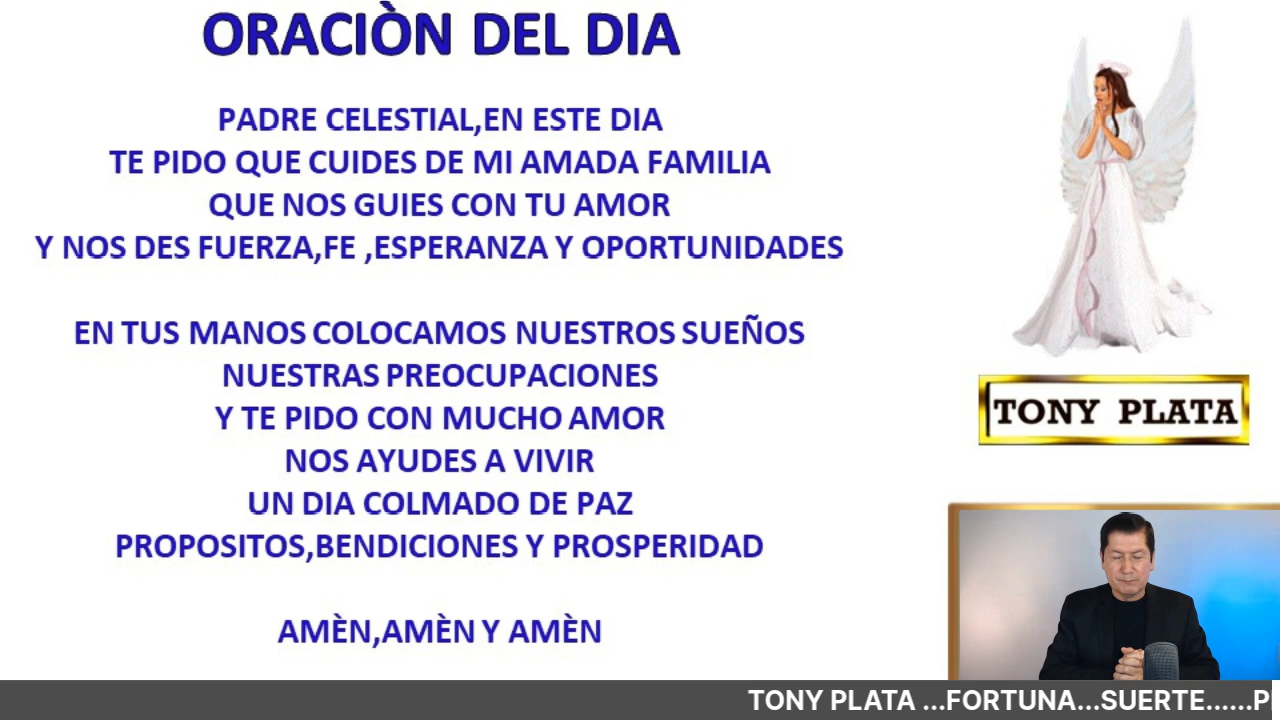 ORACIÒN DEL DIA
PADRE CELESTIAL,EN ESTE DIA
TE PIDO QUE CUIDES DE MI AMADA FAMILIA
QUE NOS GUIES CON TU AMOR
Y NOS DES FUERZA,FE ,ESPERANZA Y OPORTUNIDADES
EN TUS MANOS COLOCAMOS NUESTROS SUEÑOS
NUESTRAS PREOCUPACIONES
Y TE PIDO CON MUCHO AMOR
NOS AYUDES A VIVIR
UN DIA COLMADO DE PAZ
PROPOSITOS,BENDICIONES Y PROSPERIDAD
AMÈN,AMÈN Y AMÈN
TONY PLATA
TONY PLATA ...FORTUNA...SUERTE......